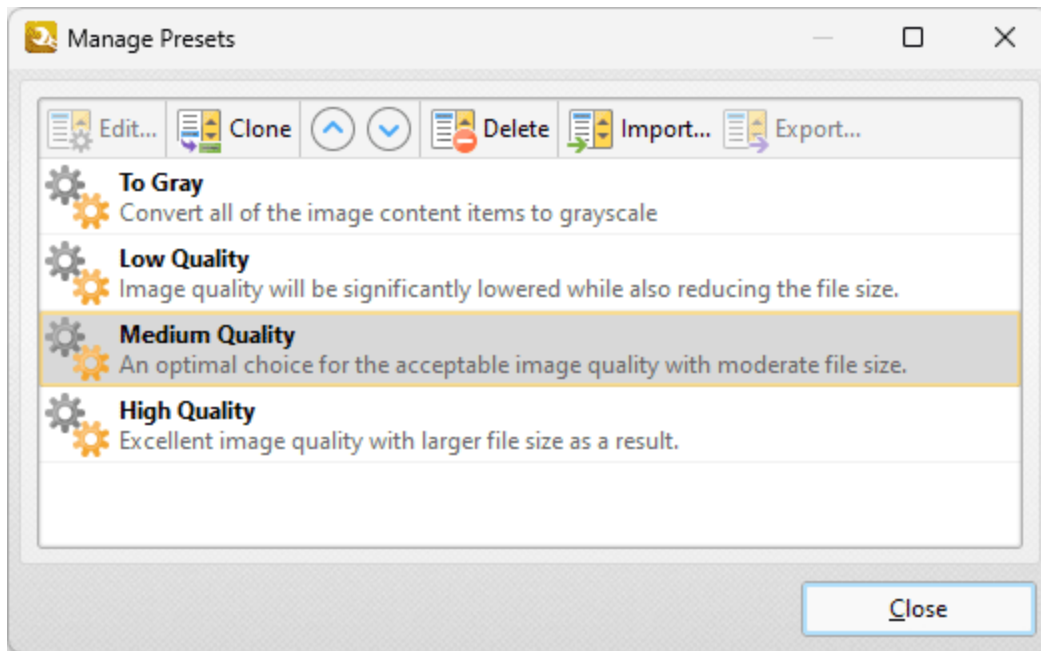 Manage Presets
Edit... Clone Delete Import... Export...
To Gray
Convert all of the image content items to grayscale
Low Quality
Image quality will be significantly lowered while also reducing the file size.
Medium Quality
An optimal choice for the acceptable image quality with moderate file size.
High Quality
Excellent image quality with larger file size as a result.
Close